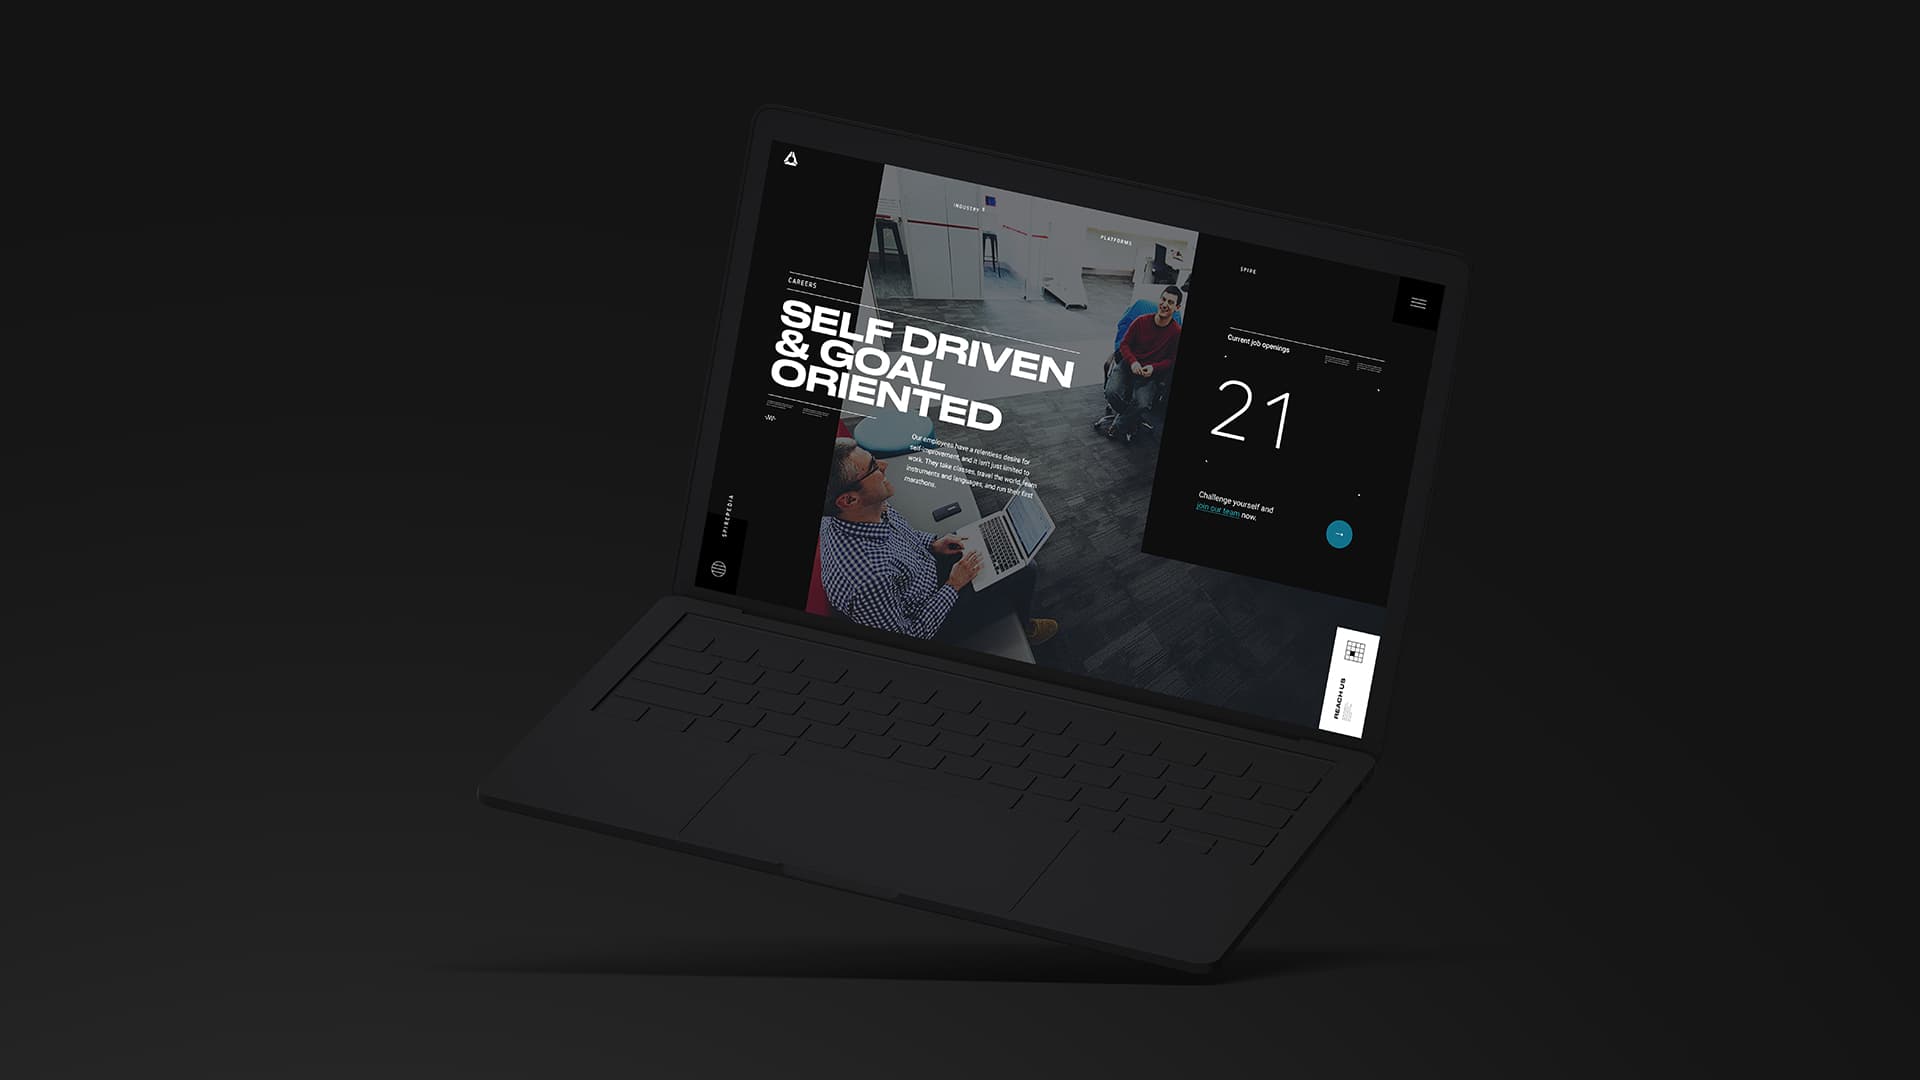 INDUSTRY
PLATFORMS
SPIRE
CAREERS
SELF DRIVEN
& GOAL
ORIENTED
Our employees have a relentless desire for
self-improvement, and it isn't just limited to
work. They take classes, travel the world, learn
instruments and languages, and run their first
marathons.
Current job openings
21
Challenge yourself and
join our team now.
SPIREPEDIA
REACH US